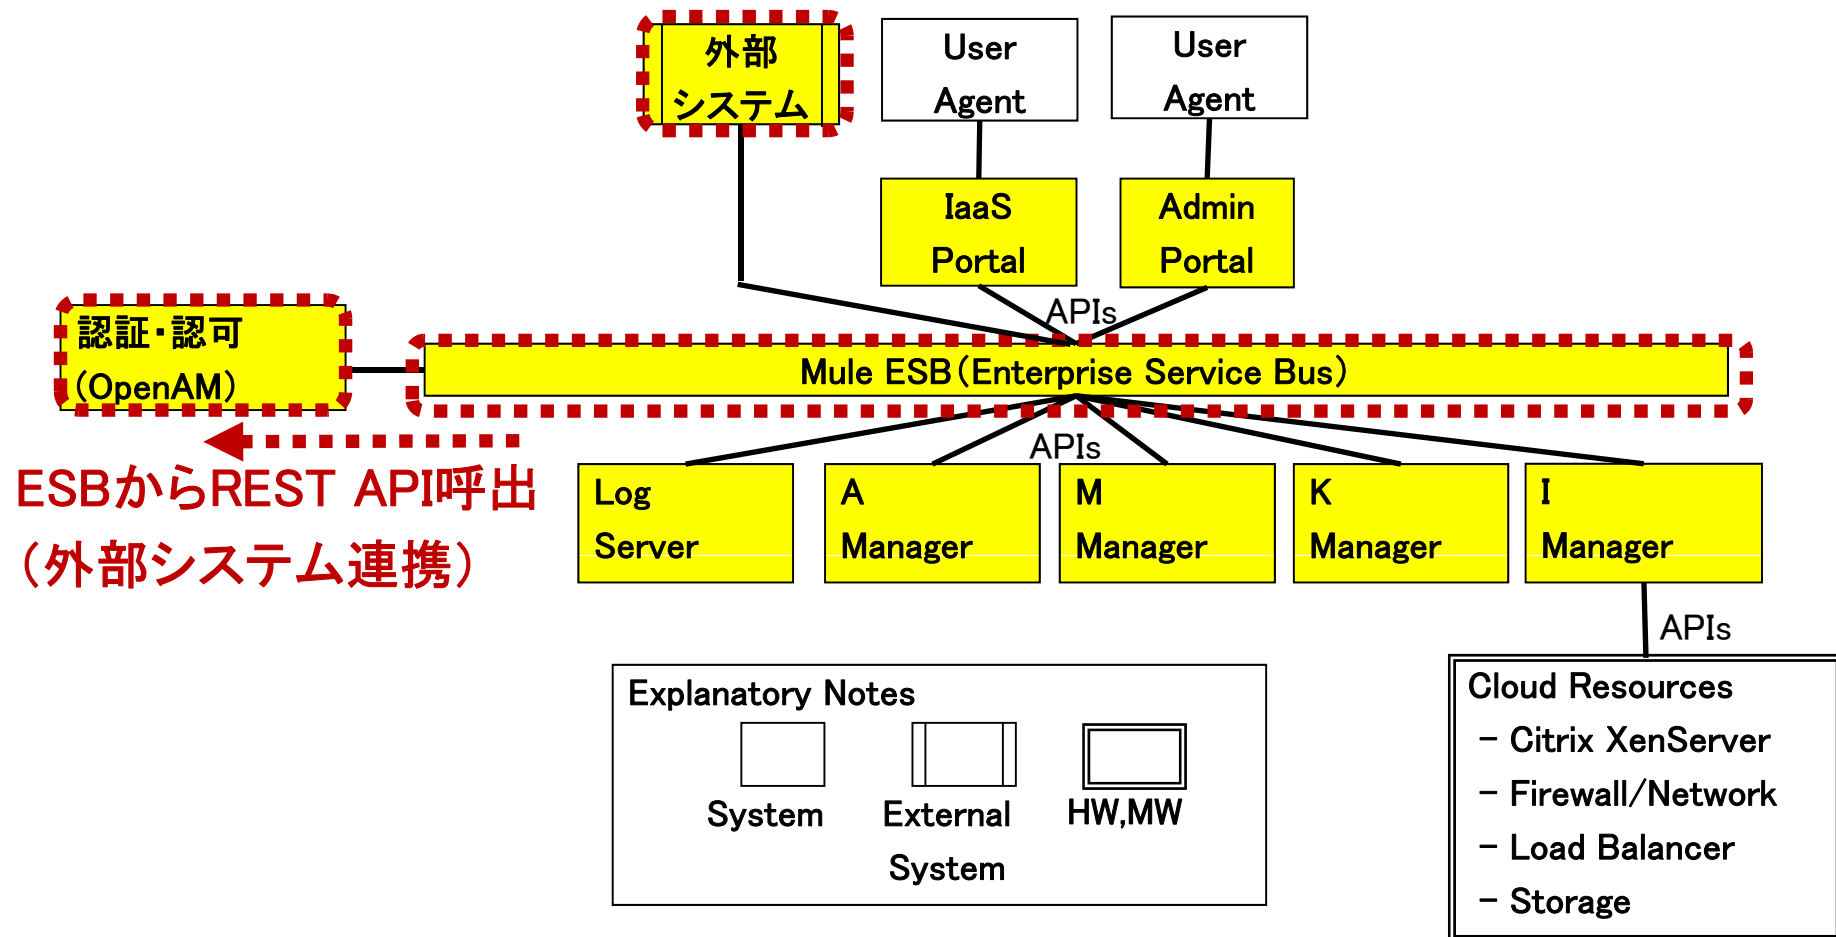 外部
システム
User
Agent
User
Agent
IaaS
Portal
Admin
Portal
APIs
認証・認可
（OpenAM）
Mule ESB（Enterprise Service Bus）
ESBからREST API呼出
（外部システム連携）
APIs
Log
Server
A
Manager
M
Manager
K
Manager
I
Manager
APIs
Explanatory Notes
System
External
System
HW,MW
Cloud Resources
− Citrix XenServer
− Firewall/Network
− Load Balancer
− Storage